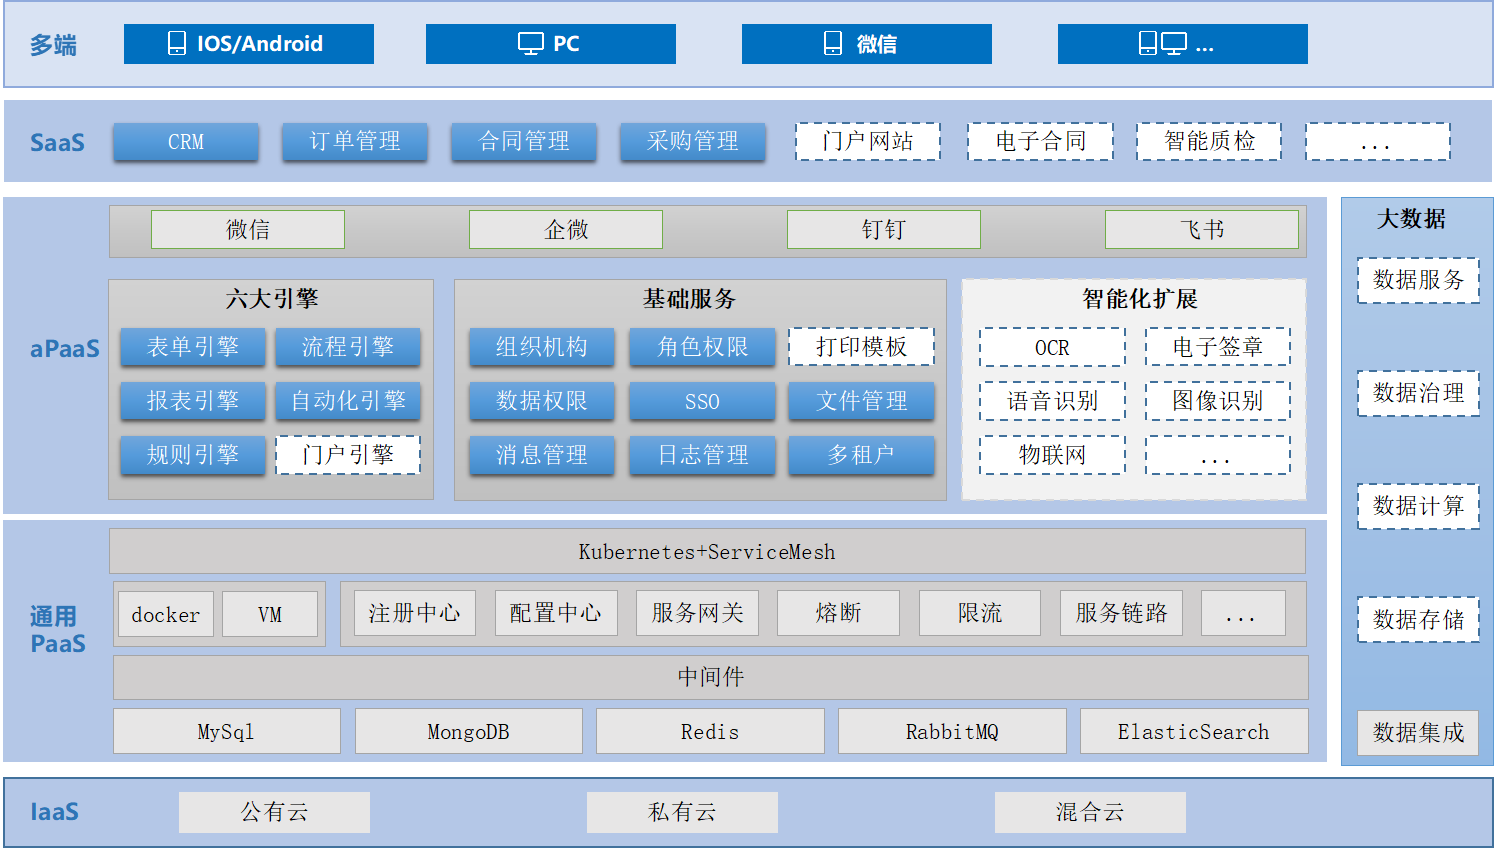 多端
IOS/Android
PC
微信
...
SaaS
CRM
订单管理
合同管理
采购管理
门户网站
电子合同
智能质检
...
aPaaS
微信
企微
钉钉
飞书
六大引擎
表单引擎
流程引擎
报表引擎
自动化引擎
规则引擎
门户引擎
基础服务
组织机构
角色权限
打印模板
数据权限
SSO
文件管理
消息管理
日志管理
多租户
智能化扩展
OCR
电子签章
语音识别
图像识别
物联网
...
大数据
数据服务
数据治理
数据计算
数据存储
数据集成
通用
PaaS
Kubernetes+ServiceMesh
docker
VM
注册中心
配置中心
服务网关
熔断
限流
服务链路
...
中间件
MySql
MongoDB
Redis
RabbitMQ
ElasticSearch
IaaS
公有云
私有云
混合云